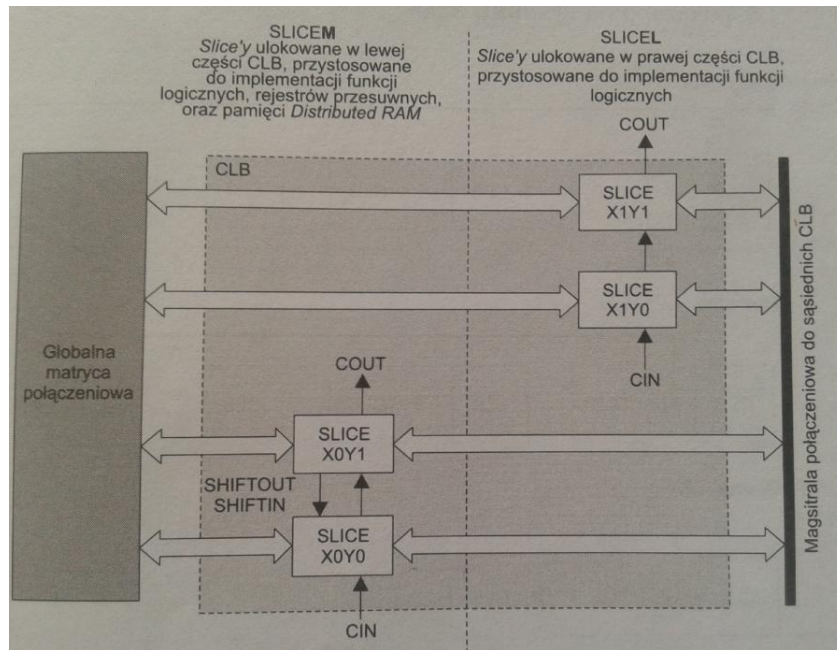 SLICEM
Slice'y ulokowane w lewej
części CLB, przystosowane
do implementacji funkcji
logicznych, rejestrów przesuwnych,
oraz pamięci Distributed RAM
SLICEL
Slice'y ulokowane w prawej części CLB,
przystosowane do implementacji funkcji
logicznych
COUT
CLB
SLICE
X1Y1
SLICE
X1Y0
CIN
Globalna
matryca
połączeniowa
COUT
SLICE
X0Y1
SHIFTOUT
SHIFTIN
SLICE
X0Y0
CIN
Magsitrala połączeniowa do sąsiednich CLB